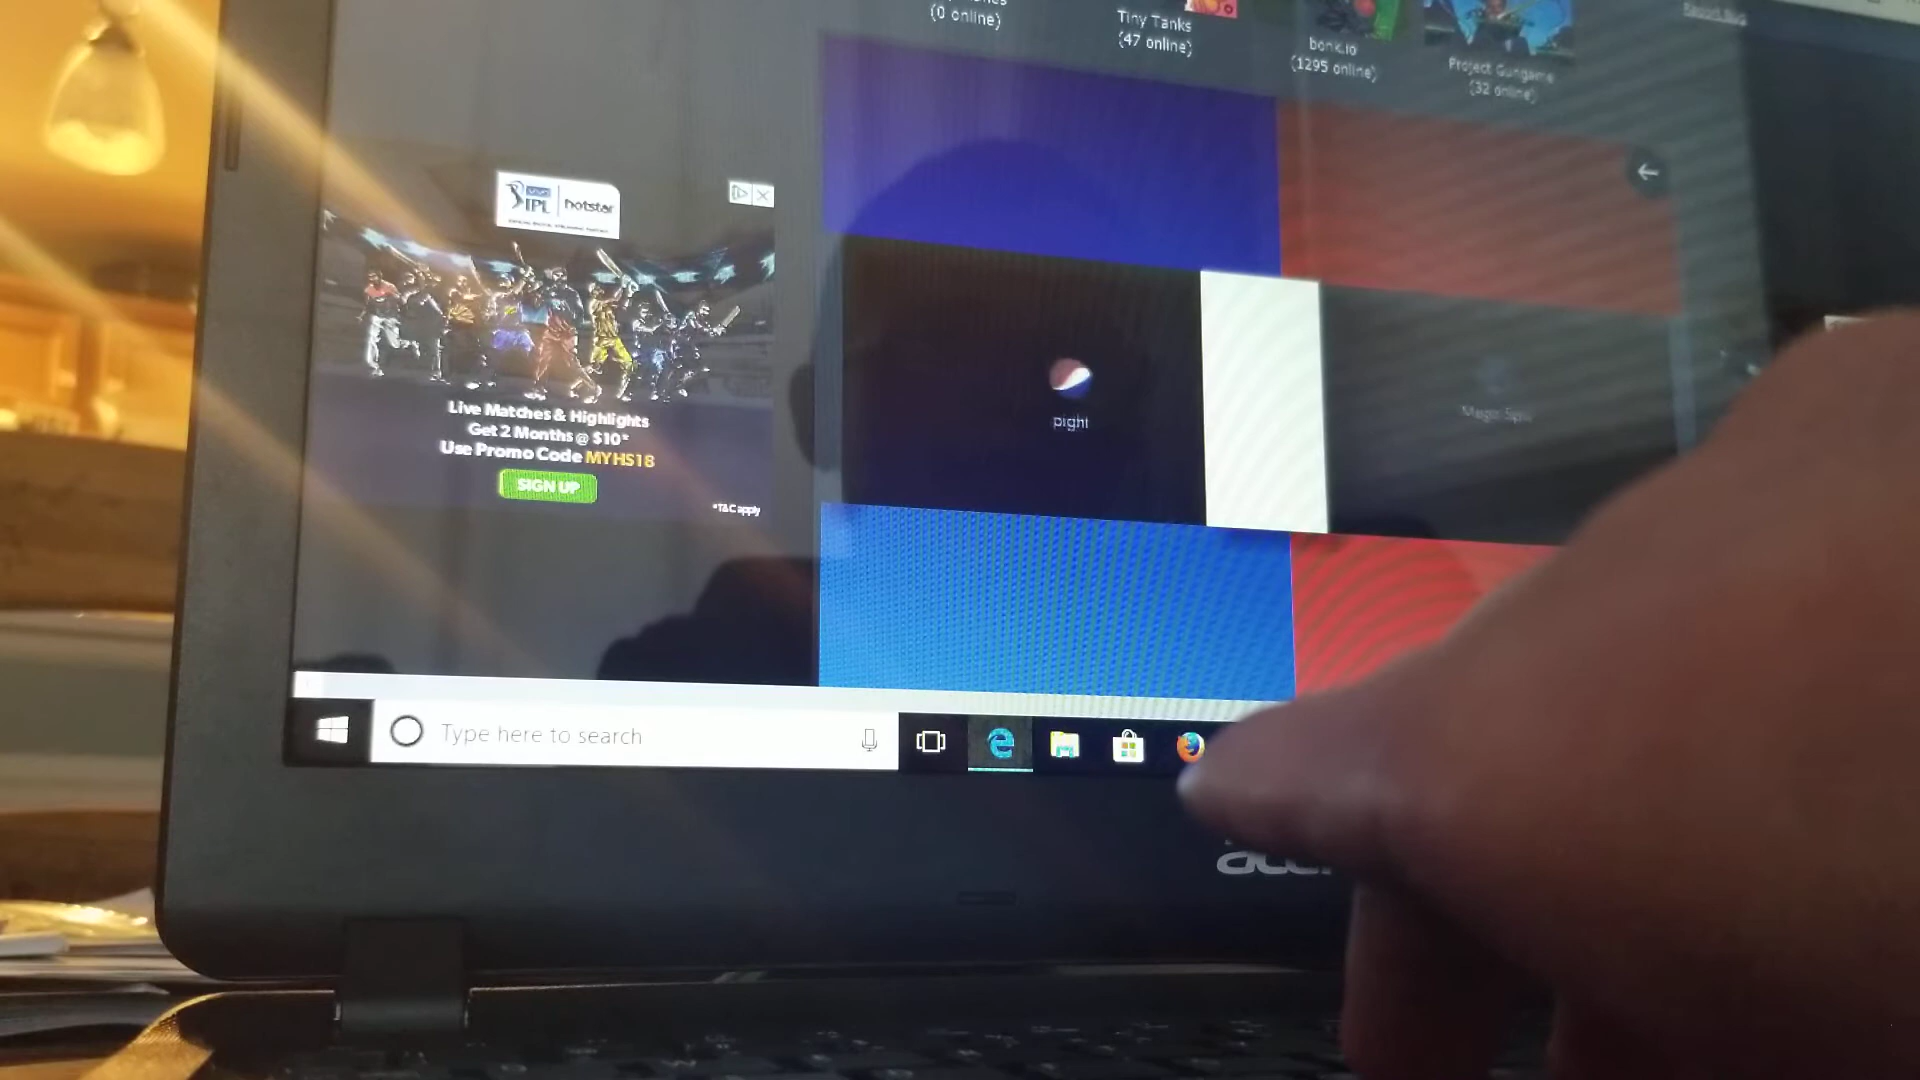 (0 online)
Tiny Tanks
(47 online)
bonk.io
(1295 online)
Project Gungame
(32 online)
VIVO
IPL
hotstar
Live Matches & Highlights
Get 2 Months @ $10*
Use Promo Code MYHS18
SIGN UP
*T&C apply
pight
Type here to search